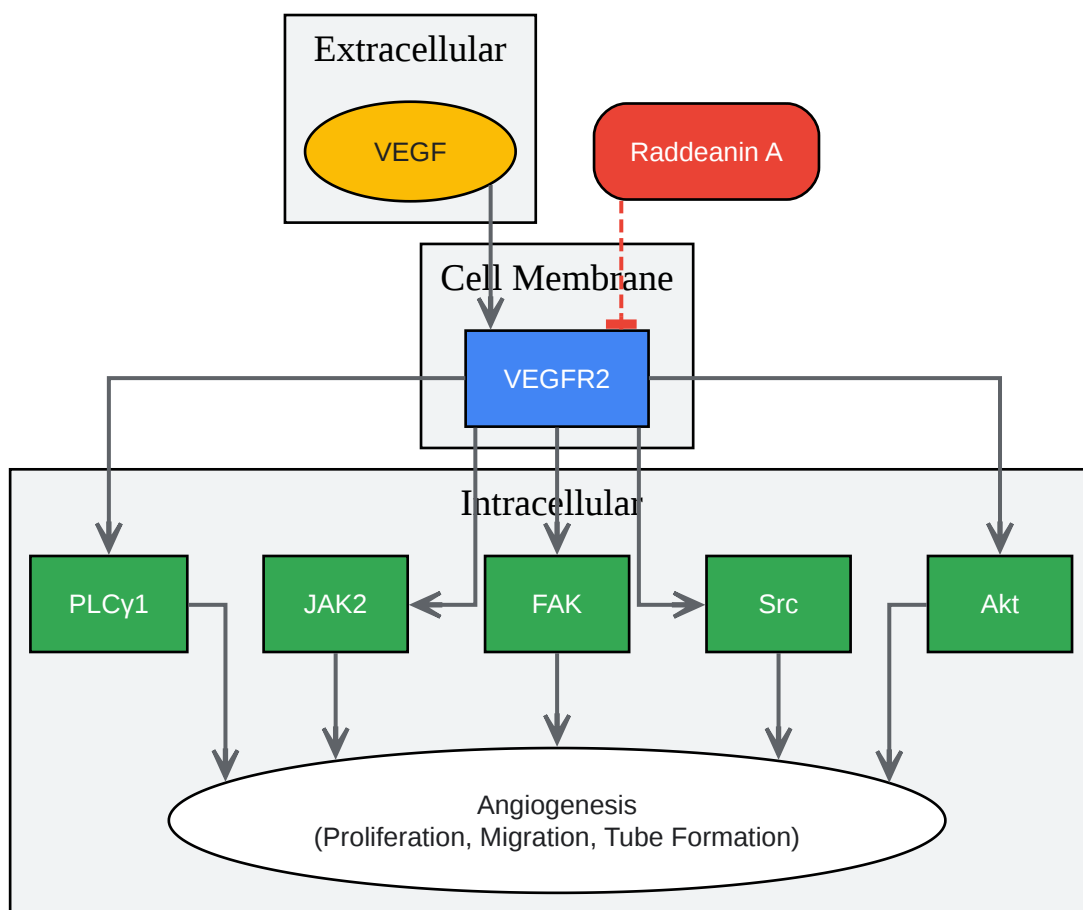 Extracellular
VEGF
Raddeanin A
Cell Membrane
VEGFR2
Intracellular
PLCγ1
JAK2
FAK
Src
Akt
Angiogenesis
(Proliferation, Migration, Tube Formation)